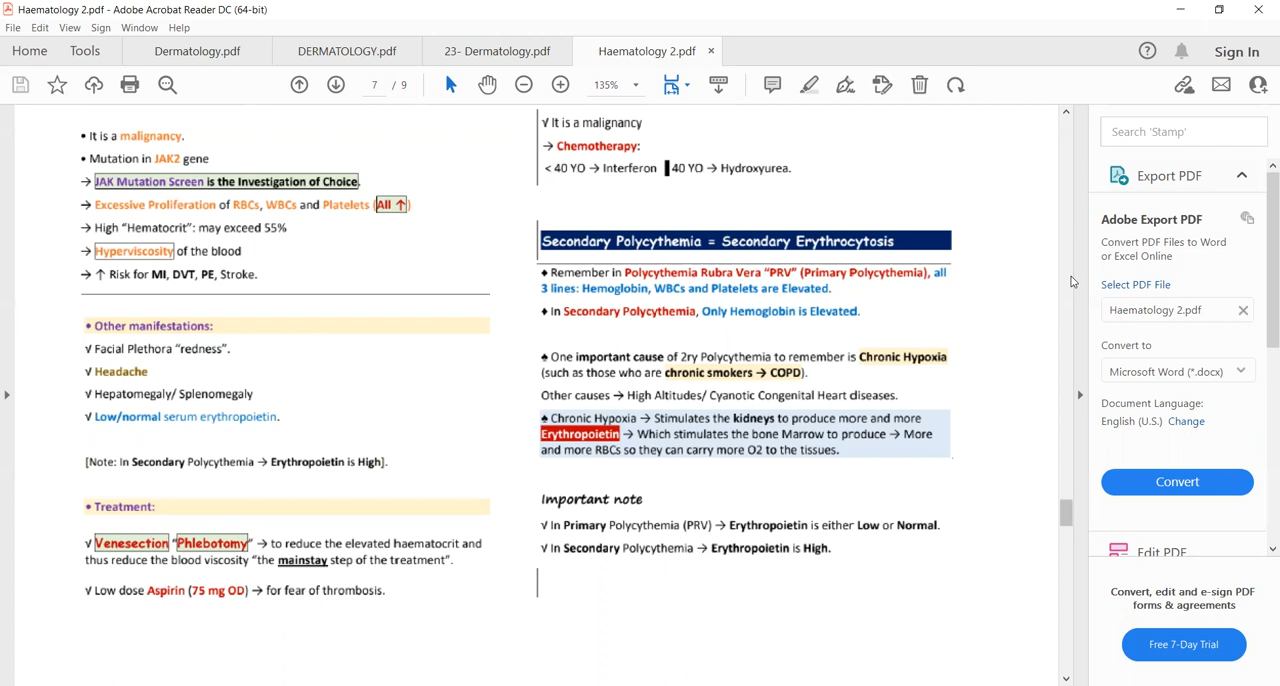 Haematology 2.pdf - Adobe Acrobat Reader DC (64-bit)
File Edit View Sign Window Help
Home Tools Dermatology.pdf DERMATOLOGY.pdf 23- Dermatology.pdf Haematology 2.pdf × Sign In
7 / 9 135%
• It is a malignancy.
• Mutation in JAK2 gene
→ JAK Mutation Screen is the Investigation of Choice.
→ Excessive Proliferation of RBCs, WBCs and Platelets (All ↑)
→ High “Hematocrit”: may exceed 55%
→ Hyperviscosity of the blood
→ ↑ Risk for MI, DVT, PE, Stroke.
• Other manifestations:
√ Facial Plethora “redness”.
√ Headache
√ Hepatomegaly/ Splenomegaly
√ Low/normal serum erythropoietin.
[Note: In Secondary Polycythemia → Erythropoietin is High].
• Treatment:
√ Venesection “Phlebotomy” → to reduce the elevated haematocrit and
thus reduce the blood viscosity “the mainstay step of the treatment”.
√ Low dose Aspirin (75 mg OD) → for fear of thrombosis.
√ It is a malignancy
→ Chemotherapy:
< 40 YO → Interferon ▌40 YO → Hydroxyurea.
Secondary Polycythemia = Secondary Erythrocytosis
♦ Remember in Polycythemia Rubra Vera “PRV” (Primary Polycythemia), all
3 lines: Hemoglobin, WBCs and Platelets are Elevated.
♦ In Secondary Polycythemia, Only Hemoglobin is Elevated.
♠ One important cause of 2ry Polycythemia to remember is Chronic Hypoxia
(such as those who are chronic smokers → COPD).
Other causes → High Altitudes/ Cyanotic Congenital Heart diseases.
♠ Chronic Hypoxia → Stimulates the kidneys to produce more and more
Erythropoietin → Which stimulates the bone Marrow to produce → More
and more RBCs so they can carry more O2 to the tissues.
Important note
√ In Primary Polycythemia (PRV) → Erythropoietin is either Low or Normal.
√ In Secondary Polycythemia → Erythropoietin is High.
Search 'Stamp'
Export PDF
Adobe Export PDF
Convert PDF Files to Word
or Excel Online
Select PDF File
Haematology 2.pdf
Convert to
Microsoft Word (*.docx)
Document Language:
English (U.S.) Change
Convert
Edit PDF
Convert, edit and e-sign PDF
forms & agreements
Free 7-Day Trial